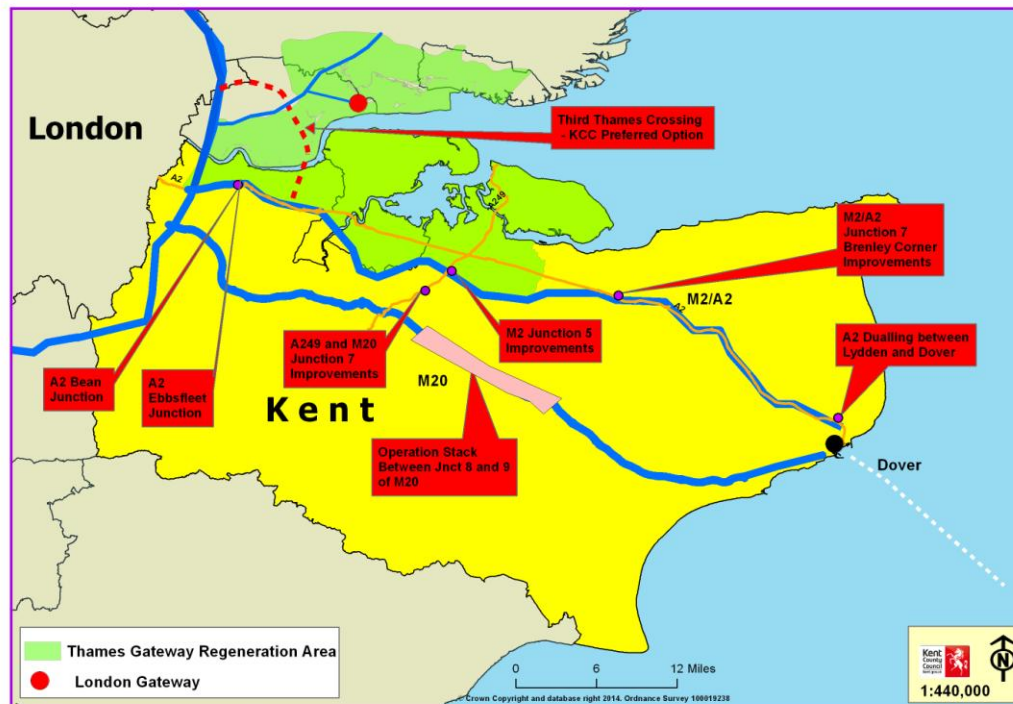 London
Third Thames Crossing
- KCC Preferred Option
A2
A249
M2/A2
Junction 7
Brenley Corner
Improvements
M2/A2
A2
A249 and M20
Junction 7
Improvements
M2 Junction 5
Improvements
A2 Dualling between
Lydden and Dover
A2 Bean
Junction
A2
Ebbsfleet
Junction
M20
Kent
Operation Stack
Between Jnct 8 and 9
of M20
Dover
Thames Gateway Regeneration Area
London Gateway
0 6 12 Miles
© Crown Copyright and database right 2014. Ordnance Survey 100019238
Kent
County
Council
N
1:440,000